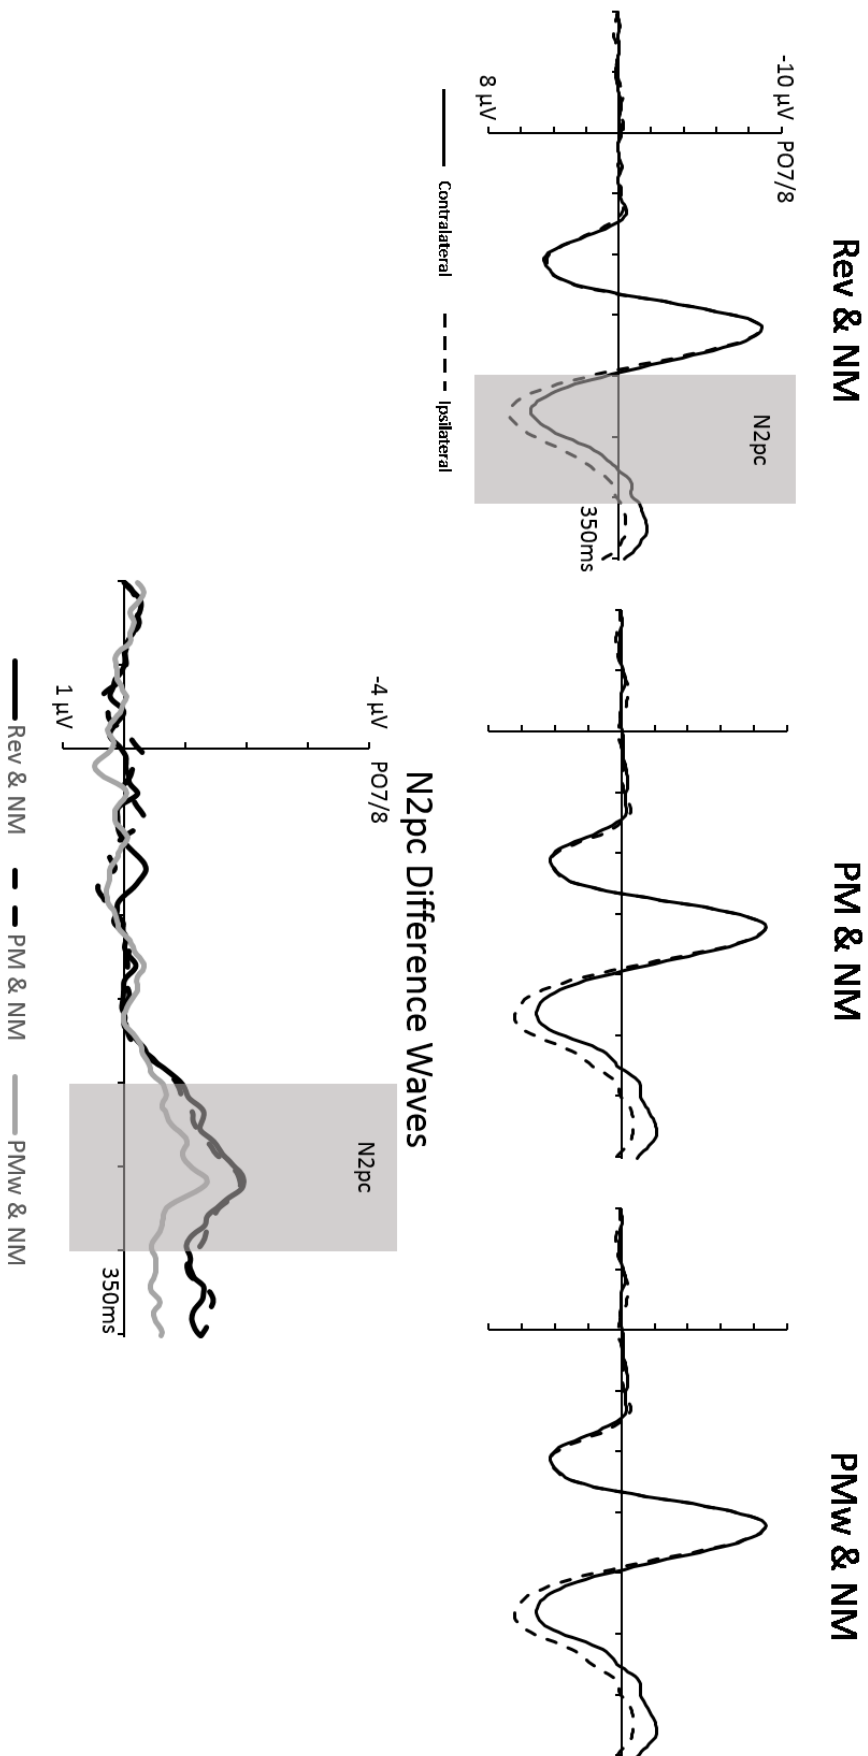 Rev & NM
PM & NM
PMw & NM
-10 µV
PO7/8
N2pc
8 µV
350ms
Contralateral
Ipsilateral
N2pc Difference Waves
-4 µV
PO7/8
N2pc
1 µV
350ms
Rev & NM
PM & NM
PMw & NM